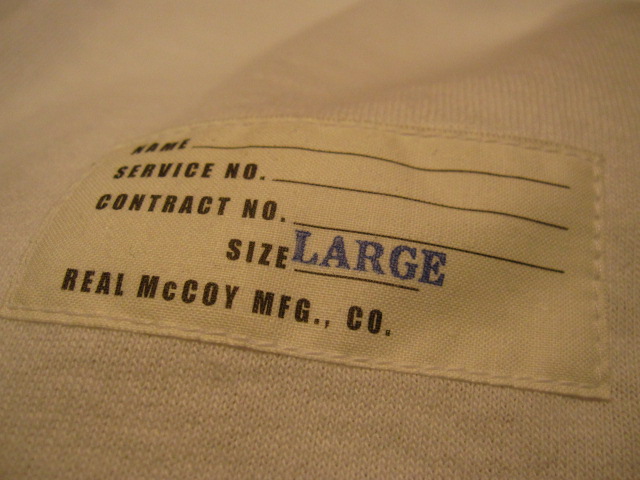 NAME
SERVICE NO.
CONTRACT NO.
SIZE LARGE
REAL McCOY MFG., CO.